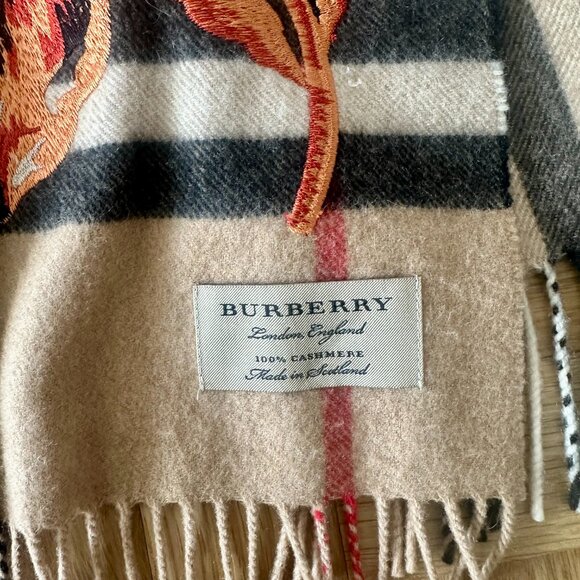 BURBERRY
London, England
100% CASHMERE
Made in Scotland